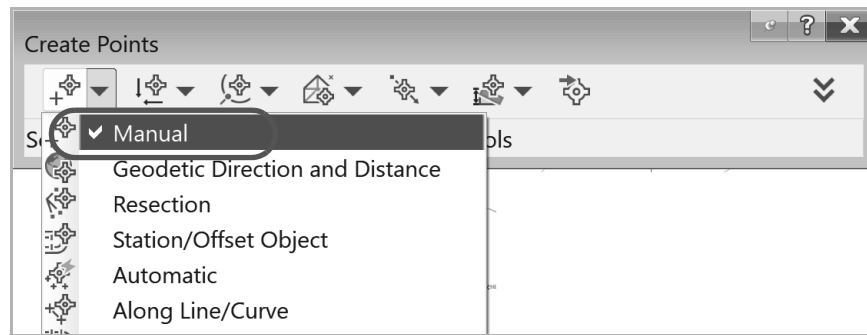 Create Points
Manual
Geodetic Direction and Distance
Resection
Station/Offset Object
Automatic
Along Line/Curve